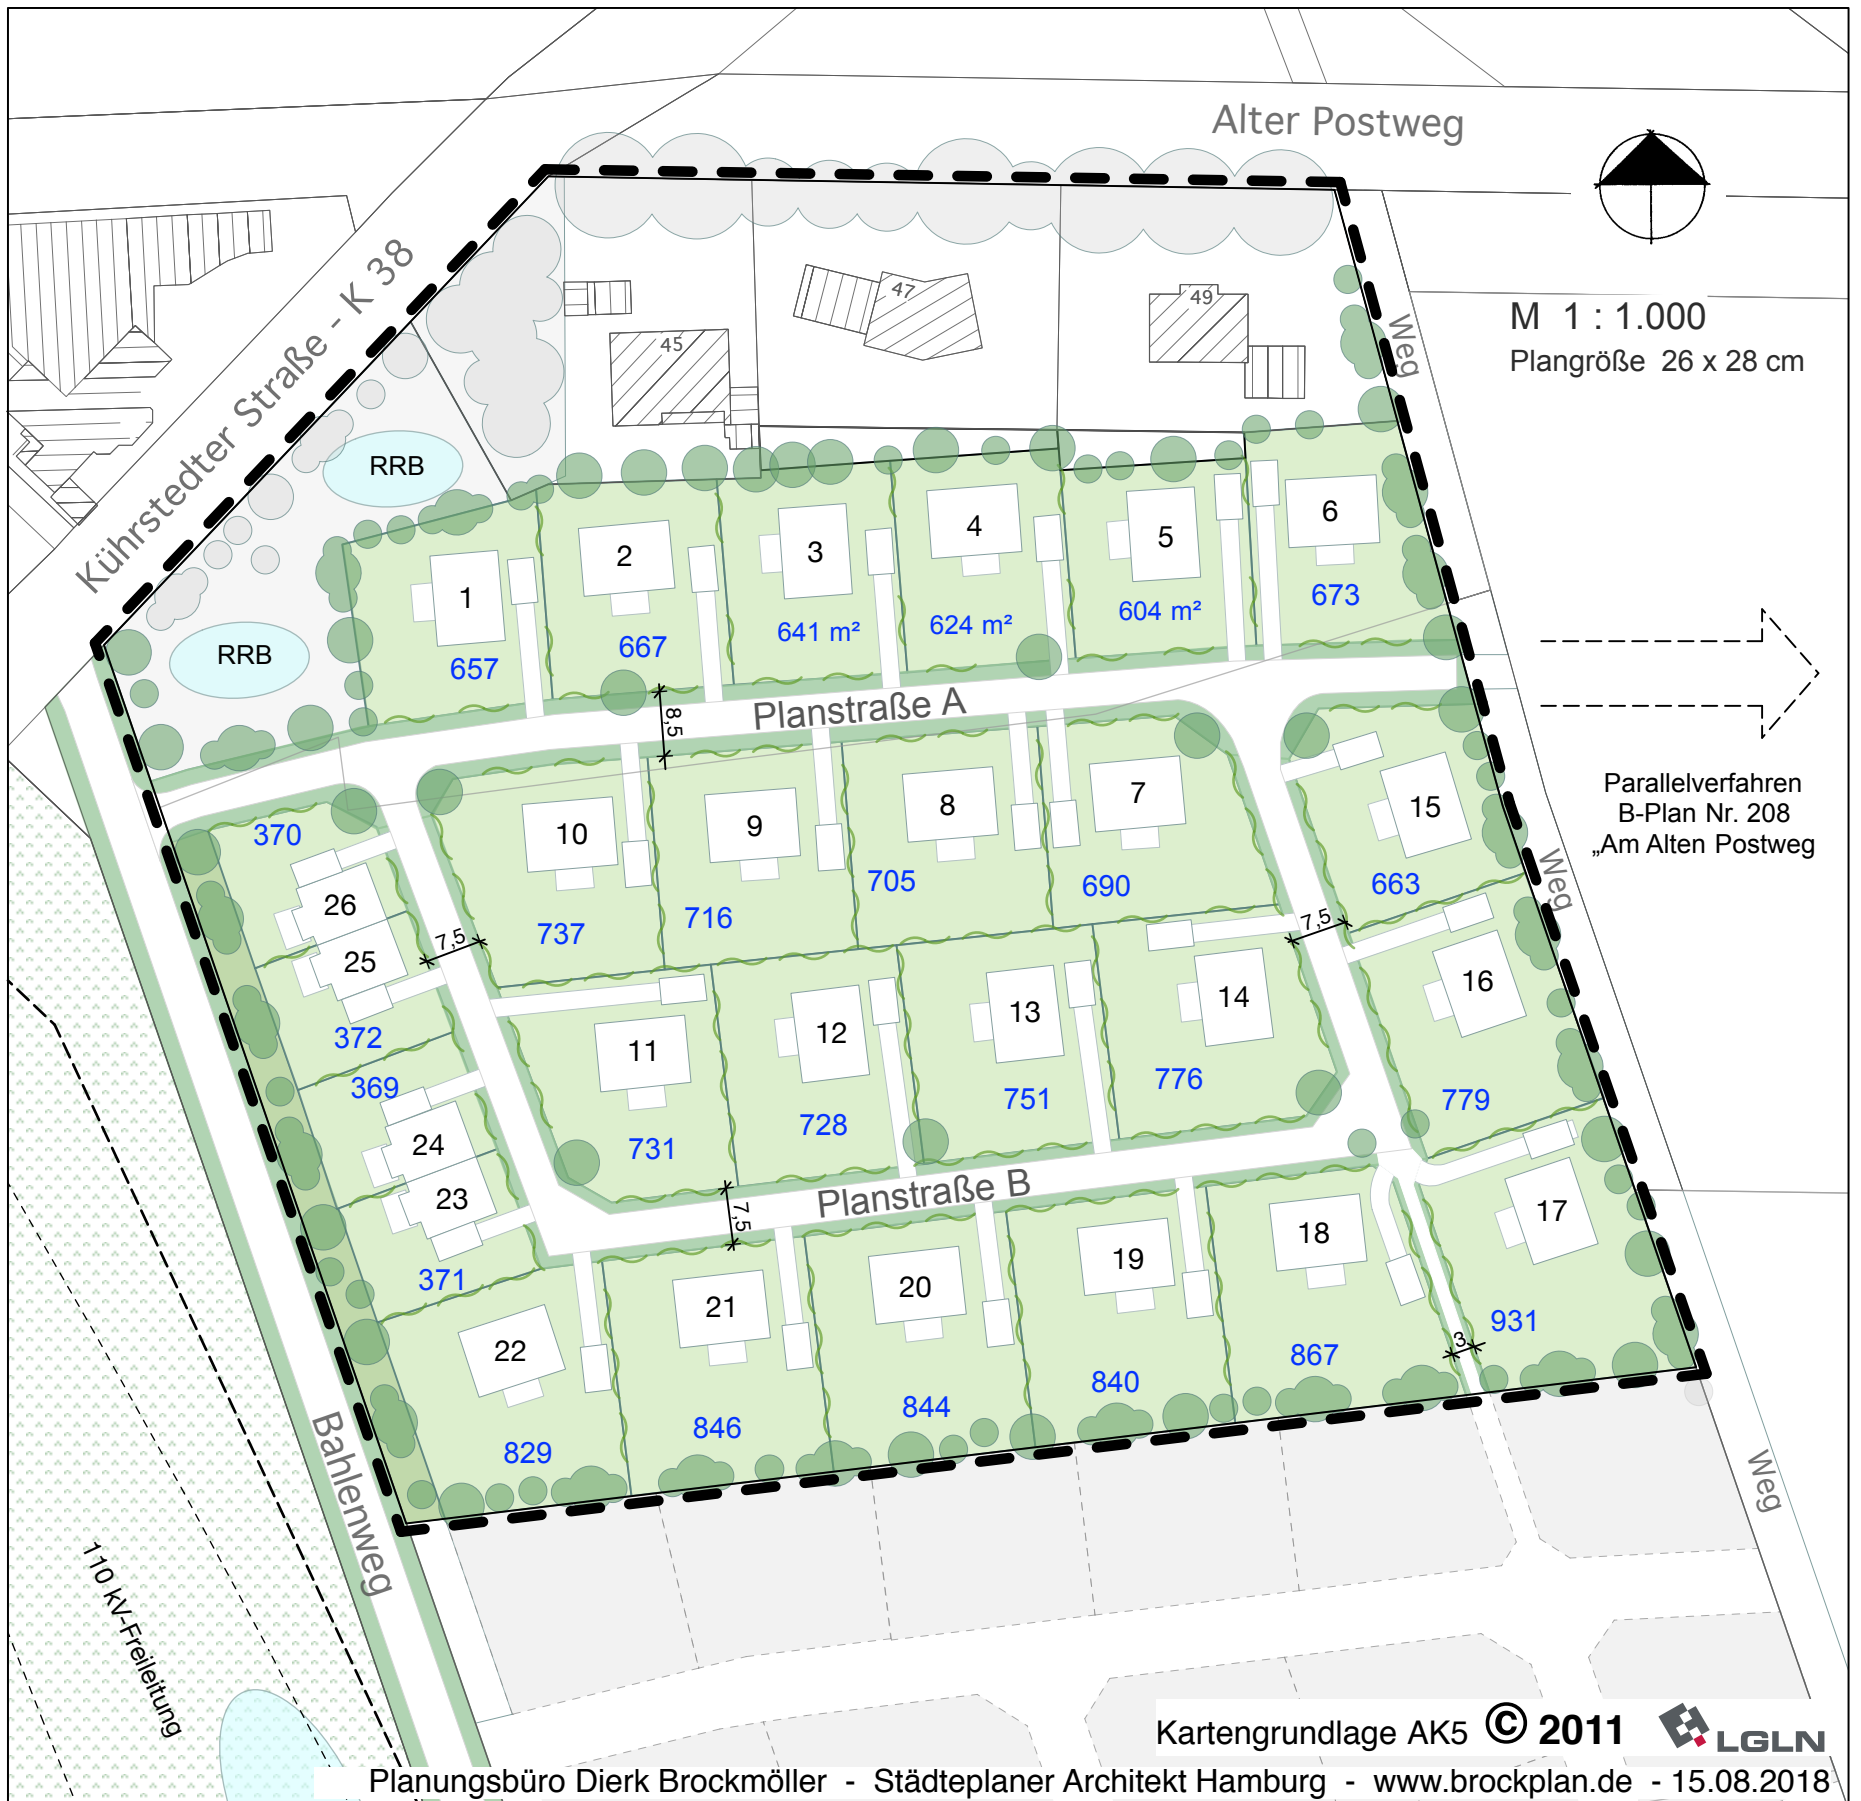 Alter Postweg
Kührstedter Straße - K 38
47
49
45
Weg
M 1 : 1.000
Plangröße 26 x 28 cm
RRB
RRB
1
2
3
4
5
6
657
667
641 m²
624 m²
604 m²
673
8,5
Planstraße A
Parallelverfahren
B-Plan Nr. 208
„Am Alten Postweg
370
26
25
372
7,5
10
737
9
716
8
705
7
690
15
663
7,5
Weg
369
24
23
371
11
731
12
728
13
751
14
776
16
779
7,5
Planstraße B
22
829
21
846
20
844
19
840
18
867
17
931
3
Bahlenweg
110 kV-Freileitung
Weg
Kartengrundlage AK5 © 2011
LGLN
Planungsbüro Dierk Brockmöller - Städteplaner Architekt Hamburg - www.brockplan.de - 15.08.2018